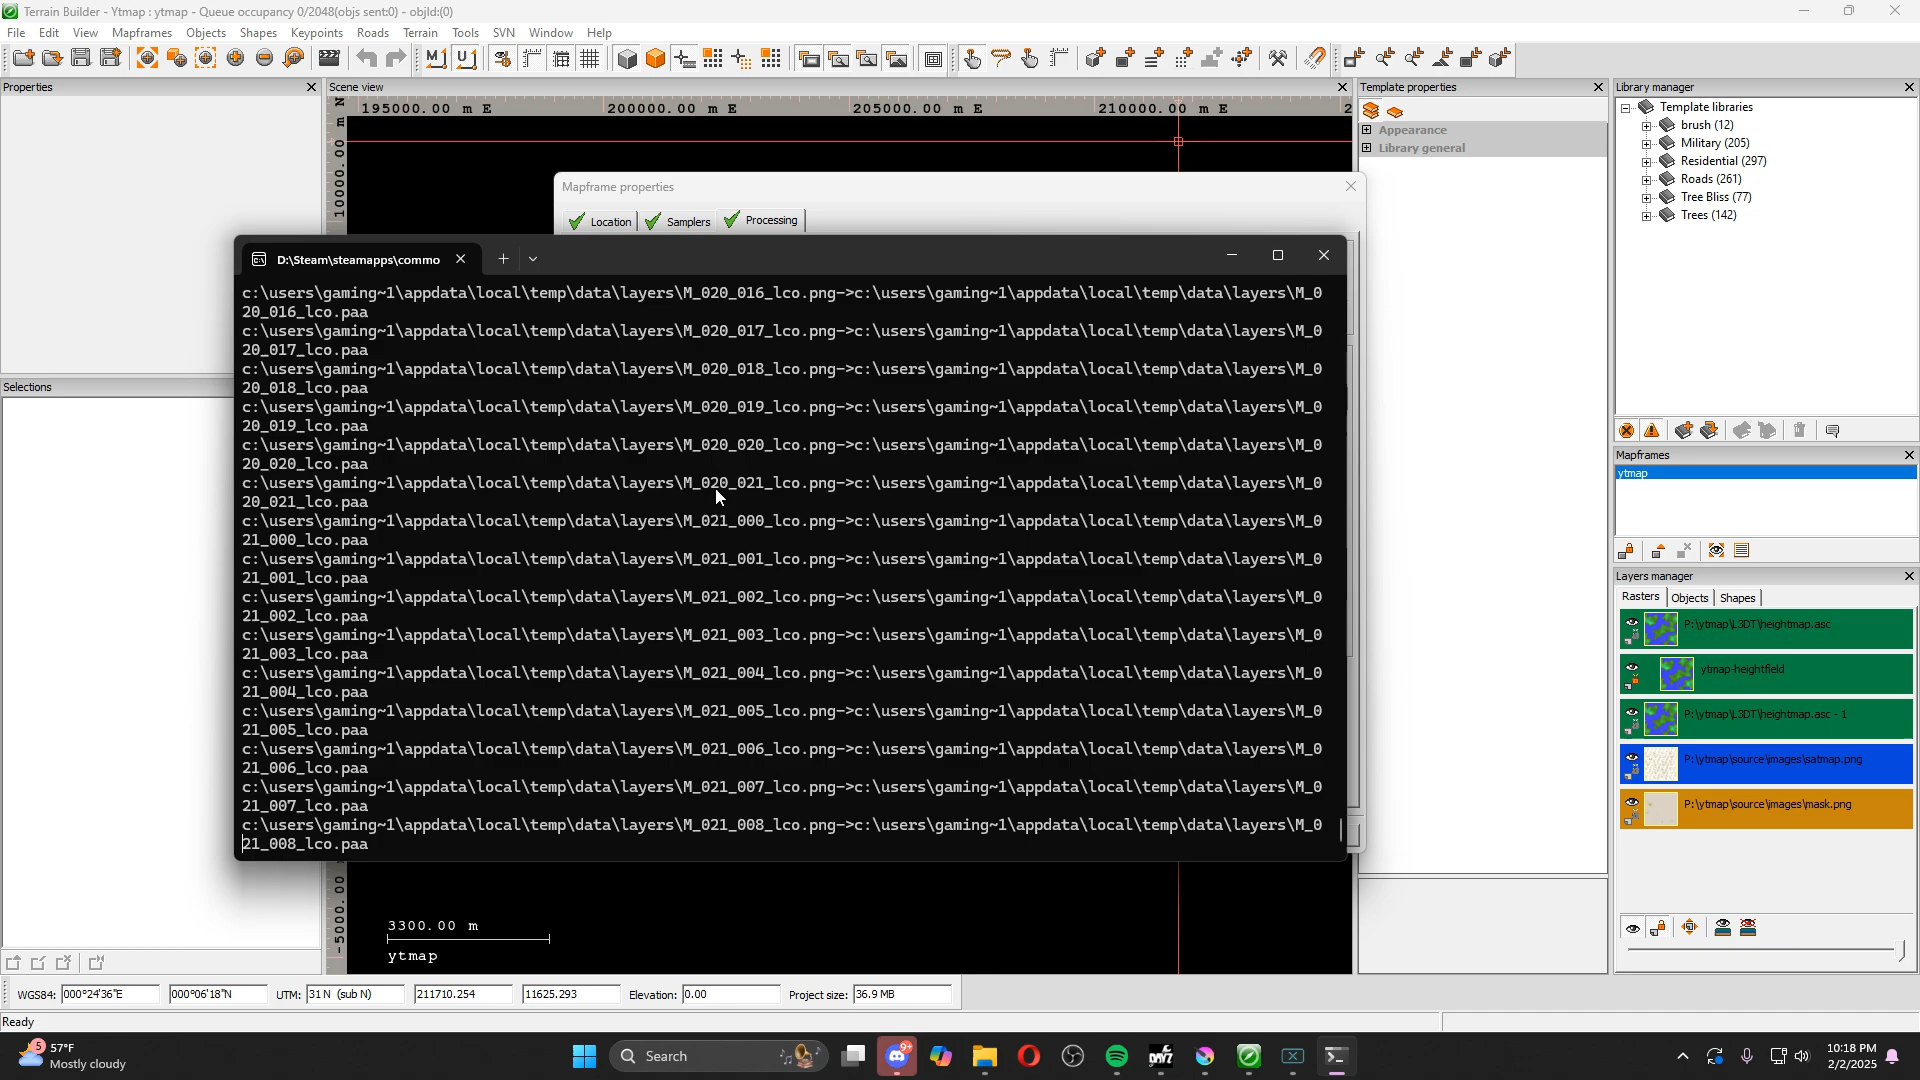 Terrain Builder - Ytmap : ytmap - Queue occupancy 0/2048(objs sent:0) - objId:(0)
File Edit View Mapframes Objects Shapes Keypoints Roads Terrain Tools SVN Window Help
Properties
Scene view
Template properties
Library manager
195000.00 m E 200000.00 m E 205000.00 m E 210000.00 m E 2
N
m
10000.00
Appearance
Library general
Template libraries
brush (12)
Military (205)
Residential (297)
Roads (261)
Tree Bliss (77)
Trees (142)
Mapframe properties
Location Samplers Processing
D:\Steam\steamapps\commo
c:\users\gaming~1\appdata\local\temp\data\layers\M_020_016_lco.png->c:\users\gaming~1\appdata\local\temp\data\layers\M_0
20_016_lco.paa
c:\users\gaming~1\appdata\local\temp\data\layers\M_020_017_lco.png->c:\users\gaming~1\appdata\local\temp\data\layers\M_0
20_017_lco.paa
c:\users\gaming~1\appdata\local\temp\data\layers\M_020_018_lco.png->c:\users\gaming~1\appdata\local\temp\data\layers\M_0
20_018_lco.paa
c:\users\gaming~1\appdata\local\temp\data\layers\M_020_019_lco.png->c:\users\gaming~1\appdata\local\temp\data\layers\M_0
20_019_lco.paa
c:\users\gaming~1\appdata\local\temp\data\layers\M_020_020_lco.png->c:\users\gaming~1\appdata\local\temp\data\layers\M_0
20_020_lco.paa
c:\users\gaming~1\appdata\local\temp\data\layers\M_020_021_lco.png->c:\users\gaming~1\appdata\local\temp\data\layers\M_0
20_021_lco.paa
c:\users\gaming~1\appdata\local\temp\data\layers\M_021_000_lco.png->c:\users\gaming~1\appdata\local\temp\data\layers\M_0
21_000_lco.paa
c:\users\gaming~1\appdata\local\temp\data\layers\M_021_001_lco.png->c:\users\gaming~1\appdata\local\temp\data\layers\M_0
21_001_lco.paa
c:\users\gaming~1\appdata\local\temp\data\layers\M_021_002_lco.png->c:\users\gaming~1\appdata\local\temp\data\layers\M_0
21_002_lco.paa
c:\users\gaming~1\appdata\local\temp\data\layers\M_021_003_lco.png->c:\users\gaming~1\appdata\local\temp\data\layers\M_0
21_003_lco.paa
c:\users\gaming~1\appdata\local\temp\data\layers\M_021_004_lco.png->c:\users\gaming~1\appdata\local\temp\data\layers\M_0
21_004_lco.paa
c:\users\gaming~1\appdata\local\temp\data\layers\M_021_005_lco.png->c:\users\gaming~1\appdata\local\temp\data\layers\M_0
21_005_lco.paa
c:\users\gaming~1\appdata\local\temp\data\layers\M_021_006_lco.png->c:\users\gaming~1\appdata\local\temp\data\layers\M_0
21_006_lco.paa
c:\users\gaming~1\appdata\local\temp\data\layers\M_021_007_lco.png->c:\users\gaming~1\appdata\local\temp\data\layers\M_0
21_007_lco.paa
c:\users\gaming~1\appdata\local\temp\data\layers\M_021_008_lco.png->c:\users\gaming~1\appdata\local\temp\data\layers\M_0
21_008_lco.paa
Selections
Mapframes
ytmap
Layers manager
Rasters Objects Shapes
P:\ytmap\L3DT\heightmap.asc
ytmap-heightfield
P:\ytmap\L3DT\heightmap.asc - 1
P:\ytmap\source\images\satmap.png
P:\ytmap\source\images\mask.png
-5000.00
3300.00 m
ytmap
WGS84: 000°24'36"E 000°06'18"N UTM: 31 N (sub N) 211710.254 11625.293 Elevation: 0.00 Project size: 36.9 MB
Ready
5 57°F
Mostly cloudy
Search
9+
DAYZ
10:18 PM
2/2/2025